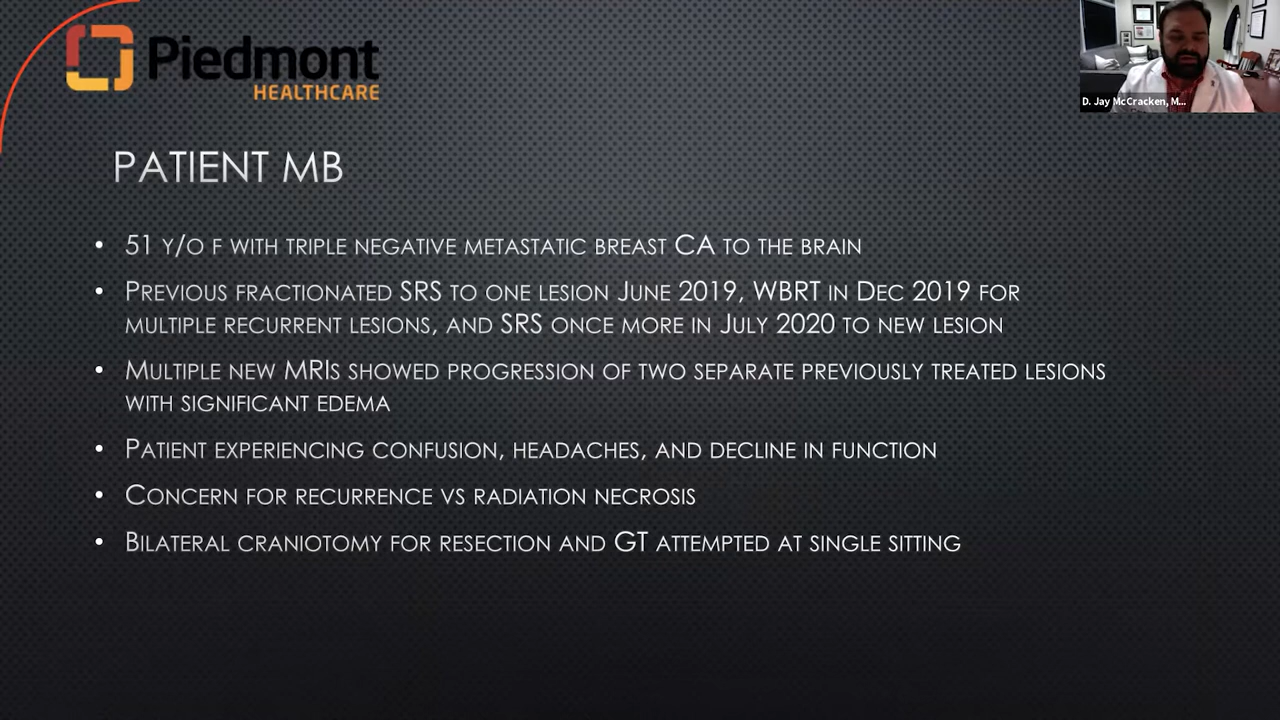 Piedmont
HEALTHCARE
D. Jay McCracken, M...
PATIENT MB
• 51 Y/O F WITH TRIPLE NEGATIVE METASTATIC BREAST CA TO THE BRAIN
• PREVIOUS FRACTIONATED SRS TO ONE LESION JUNE 2019, WBRT IN DEC 2019 FOR
MULTIPLE RECURRENT LESIONS, AND SRS ONCE MORE IN JULY 2020 TO NEW LESION
• MULTIPLE NEW MRIS SHOWED PROGRESSION OF TWO SEPARATE PREVIOUSLY TREATED LESIONS
WITH SIGNIFICANT EDEMA
• PATIENT EXPERIENCING CONFUSION, HEADACHES, AND DECLINE IN FUNCTION
• CONCERN FOR RECURRENCE VS RADIATION NECROSIS
• BILATERAL CRANIOTOMY FOR RESECTION AND GT ATTEMPTED AT SINGLE SITTING